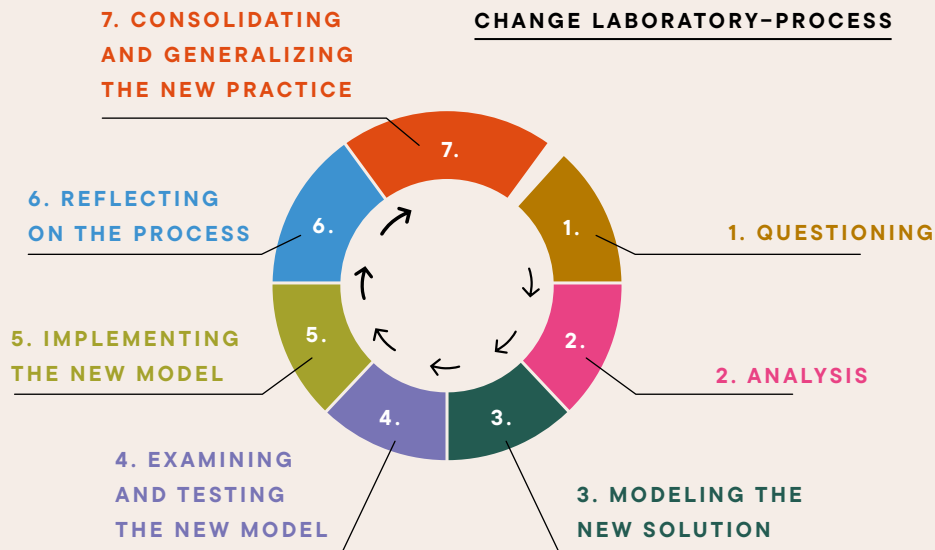 CHANGE LABORATORY–PROCESS
7. CONSOLIDATING
AND GENERALIZING
THE NEW PRACTICE
7.
6. REFLECTING
ON THE PROCESS
6.
1.
1. QUESTIONING
5. IMPLEMENTING
THE NEW MODEL
5.
2.
2. ANALYSIS
4.
3.
4. EXAMINING
AND TESTING
THE NEW MODEL
3. MODELING THE
NEW SOLUTION